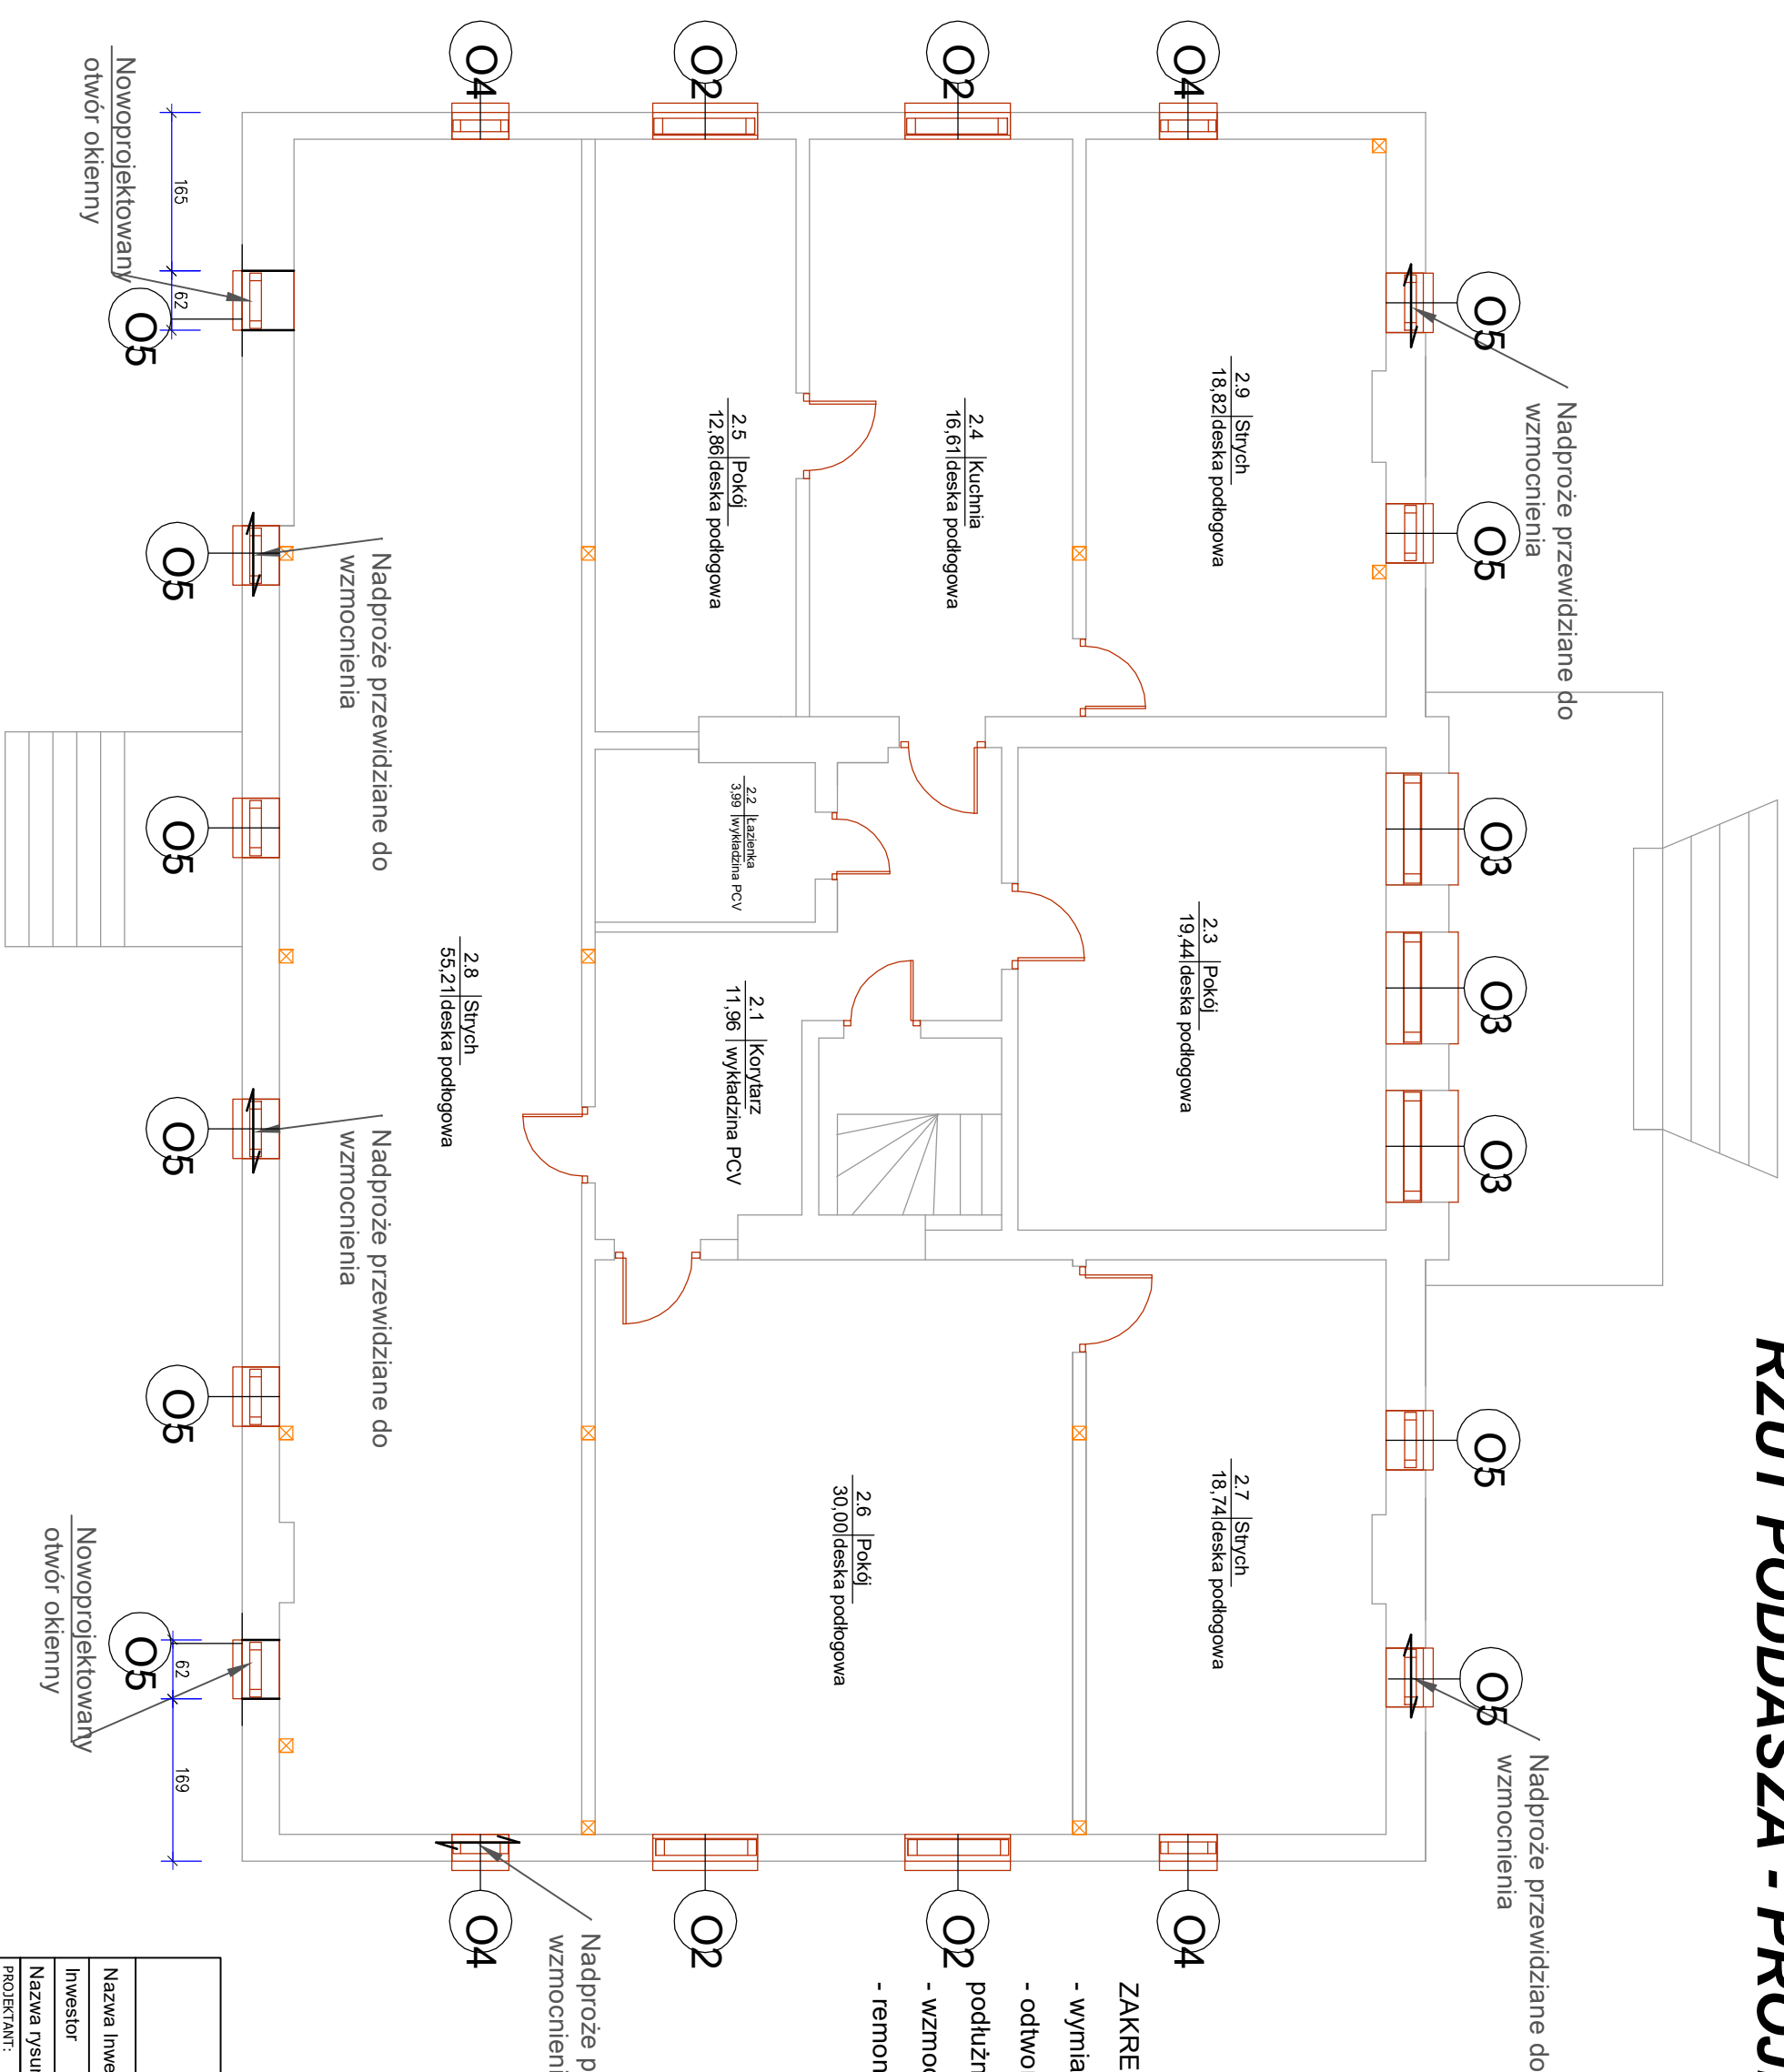 RZUT PODDASZA - PROJ
Nadproże przewidziane do
wzmocnienia
Nadproże przewidziane do
wzmocnienia
O5
O5
O3
O3
O3
O5
O5
O4
2.9 Strych
18,82 deska podłogowa
2.3 Pokój
19,44 deska podłogowa
2.7 Strych
18,74 deska podłogowa
O4
O2
2.4 Kuchnia
16,61 deska podłogowa
2.6 Pokój
30,00 deska podłogowa
O2
O2
2.5 Pokój
12,86 deska podłogowa
2.2 Łazienka
3,99 wykładzina PCV
2.1 Korytarz
11,96 wykładzina PCV
O2
O4
2.8 Strych
55,21 deska podłogowa
O4
Nadproże przewidziane do
wzmocnienia
Nadproże przewidziane do
wzmocnienia
Nadproże p
wzmocnieni
O5
O5
O5
O5
O5
O5
165
62
62
169
Nowoprojektowany
otwór okienny
Nowoprojektowany
otwór okienny
ZAKRE
- wymia
- odtwo
podłużn
- wzmoc
- remon
Nazwa Inwe
Inwestor
Nazwa rysun
PROJEKTANT: